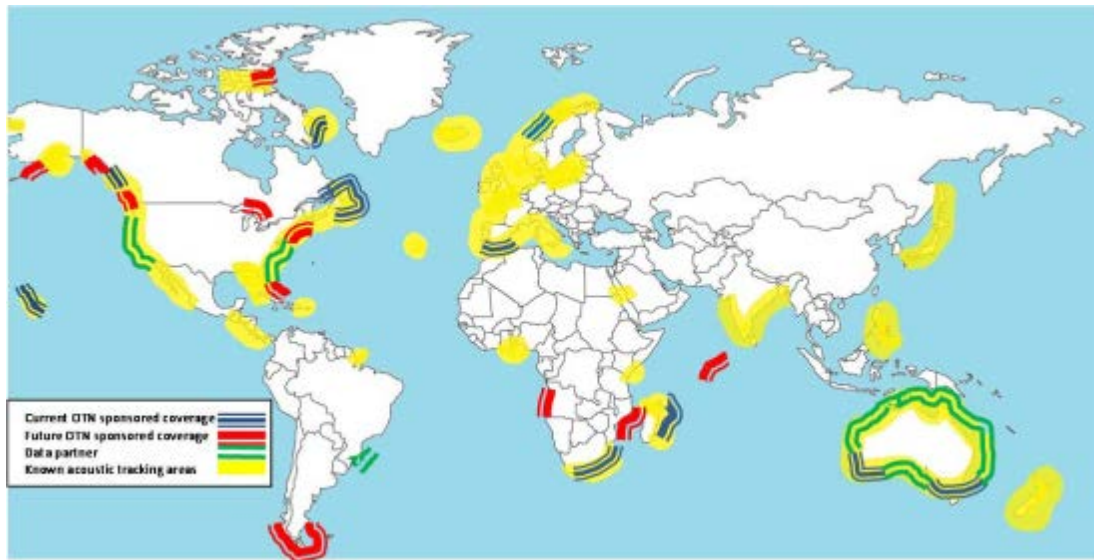 Current OTN sponsored coverage
Future OTN sponsored coverage
Data partner
Known acoustic tracking areas